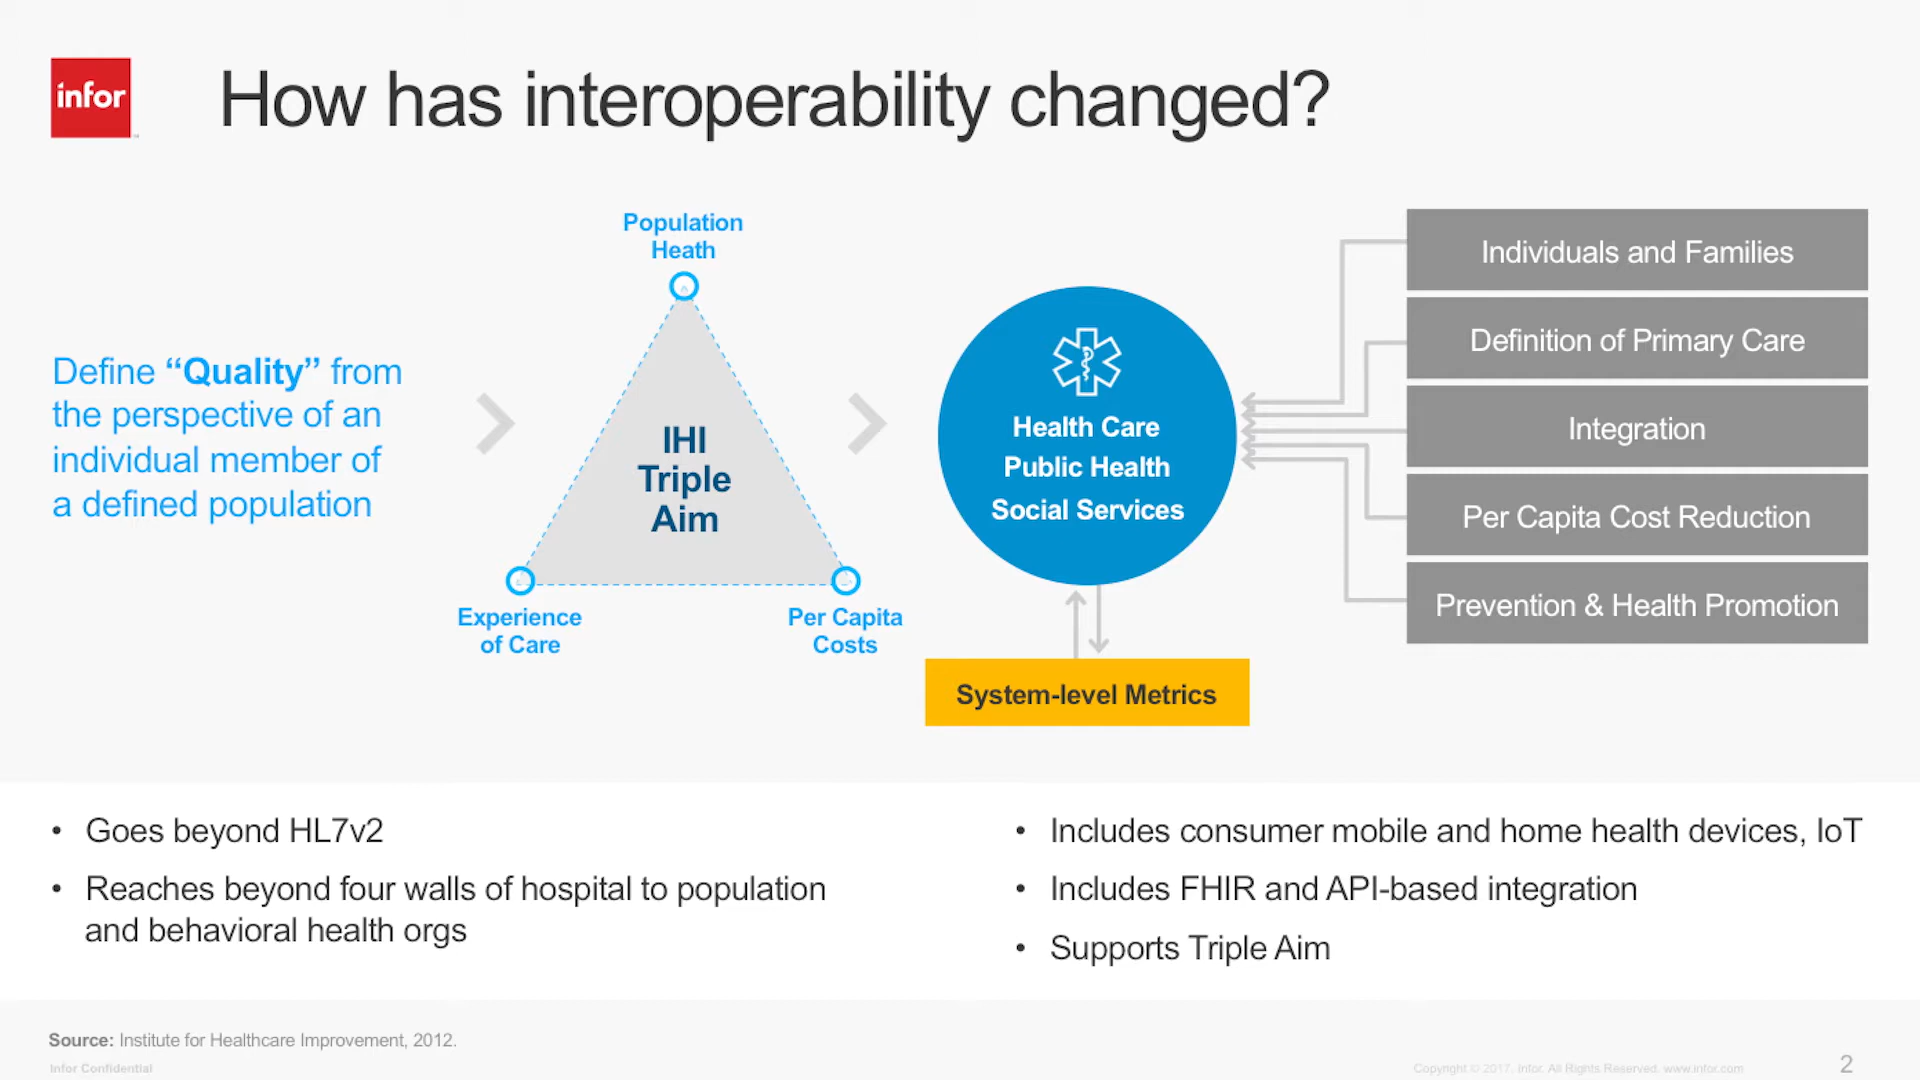 infor
How has interoperability changed?
Define “Quality” from
the perspective of an
individual member of
a defined population
Population
Heath
IHI
Triple
Aim
Experience
of Care
Per Capita
Costs
Health Care
Public Health
Social Services
System-level Metrics
Individuals and Families
Definition of Primary Care
Integration
Per Capita Cost Reduction
Prevention & Health Promotion
• Goes beyond HL7v2
• Reaches beyond four walls of hospital to population
and behavioral health orgs
• Includes consumer mobile and home health devices, IoT
• Includes FHIR and API-based integration
• Supports Triple Aim
Source: Institute for Healthcare Improvement, 2012.
Infor Confidential
Copyright © 2017. Infor. All Rights Reserved. www.infor.com
2